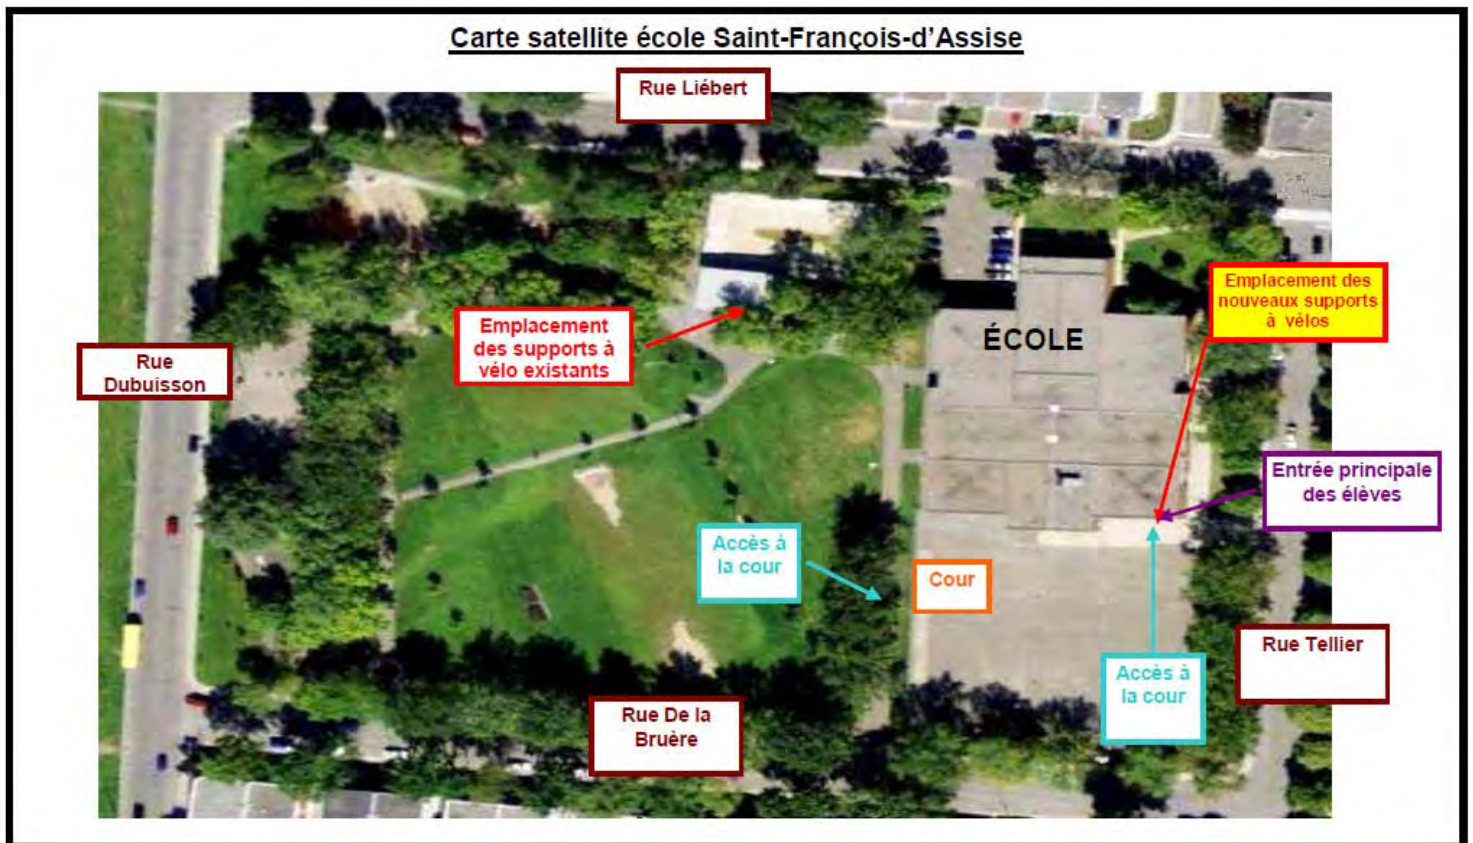 Carte satellite école Saint-François-d'Assise
Rue Liébert
Emplacement des
nouveaux supports
à vélos
Emplacement
des supports à
vélo existants
ÉCOLE
Rue
Dubuisson
Entrée principale
des élèves
Accès à
la cour
Cour
Rue Tellier
Accès à
la cour
Rue De la
Bruère